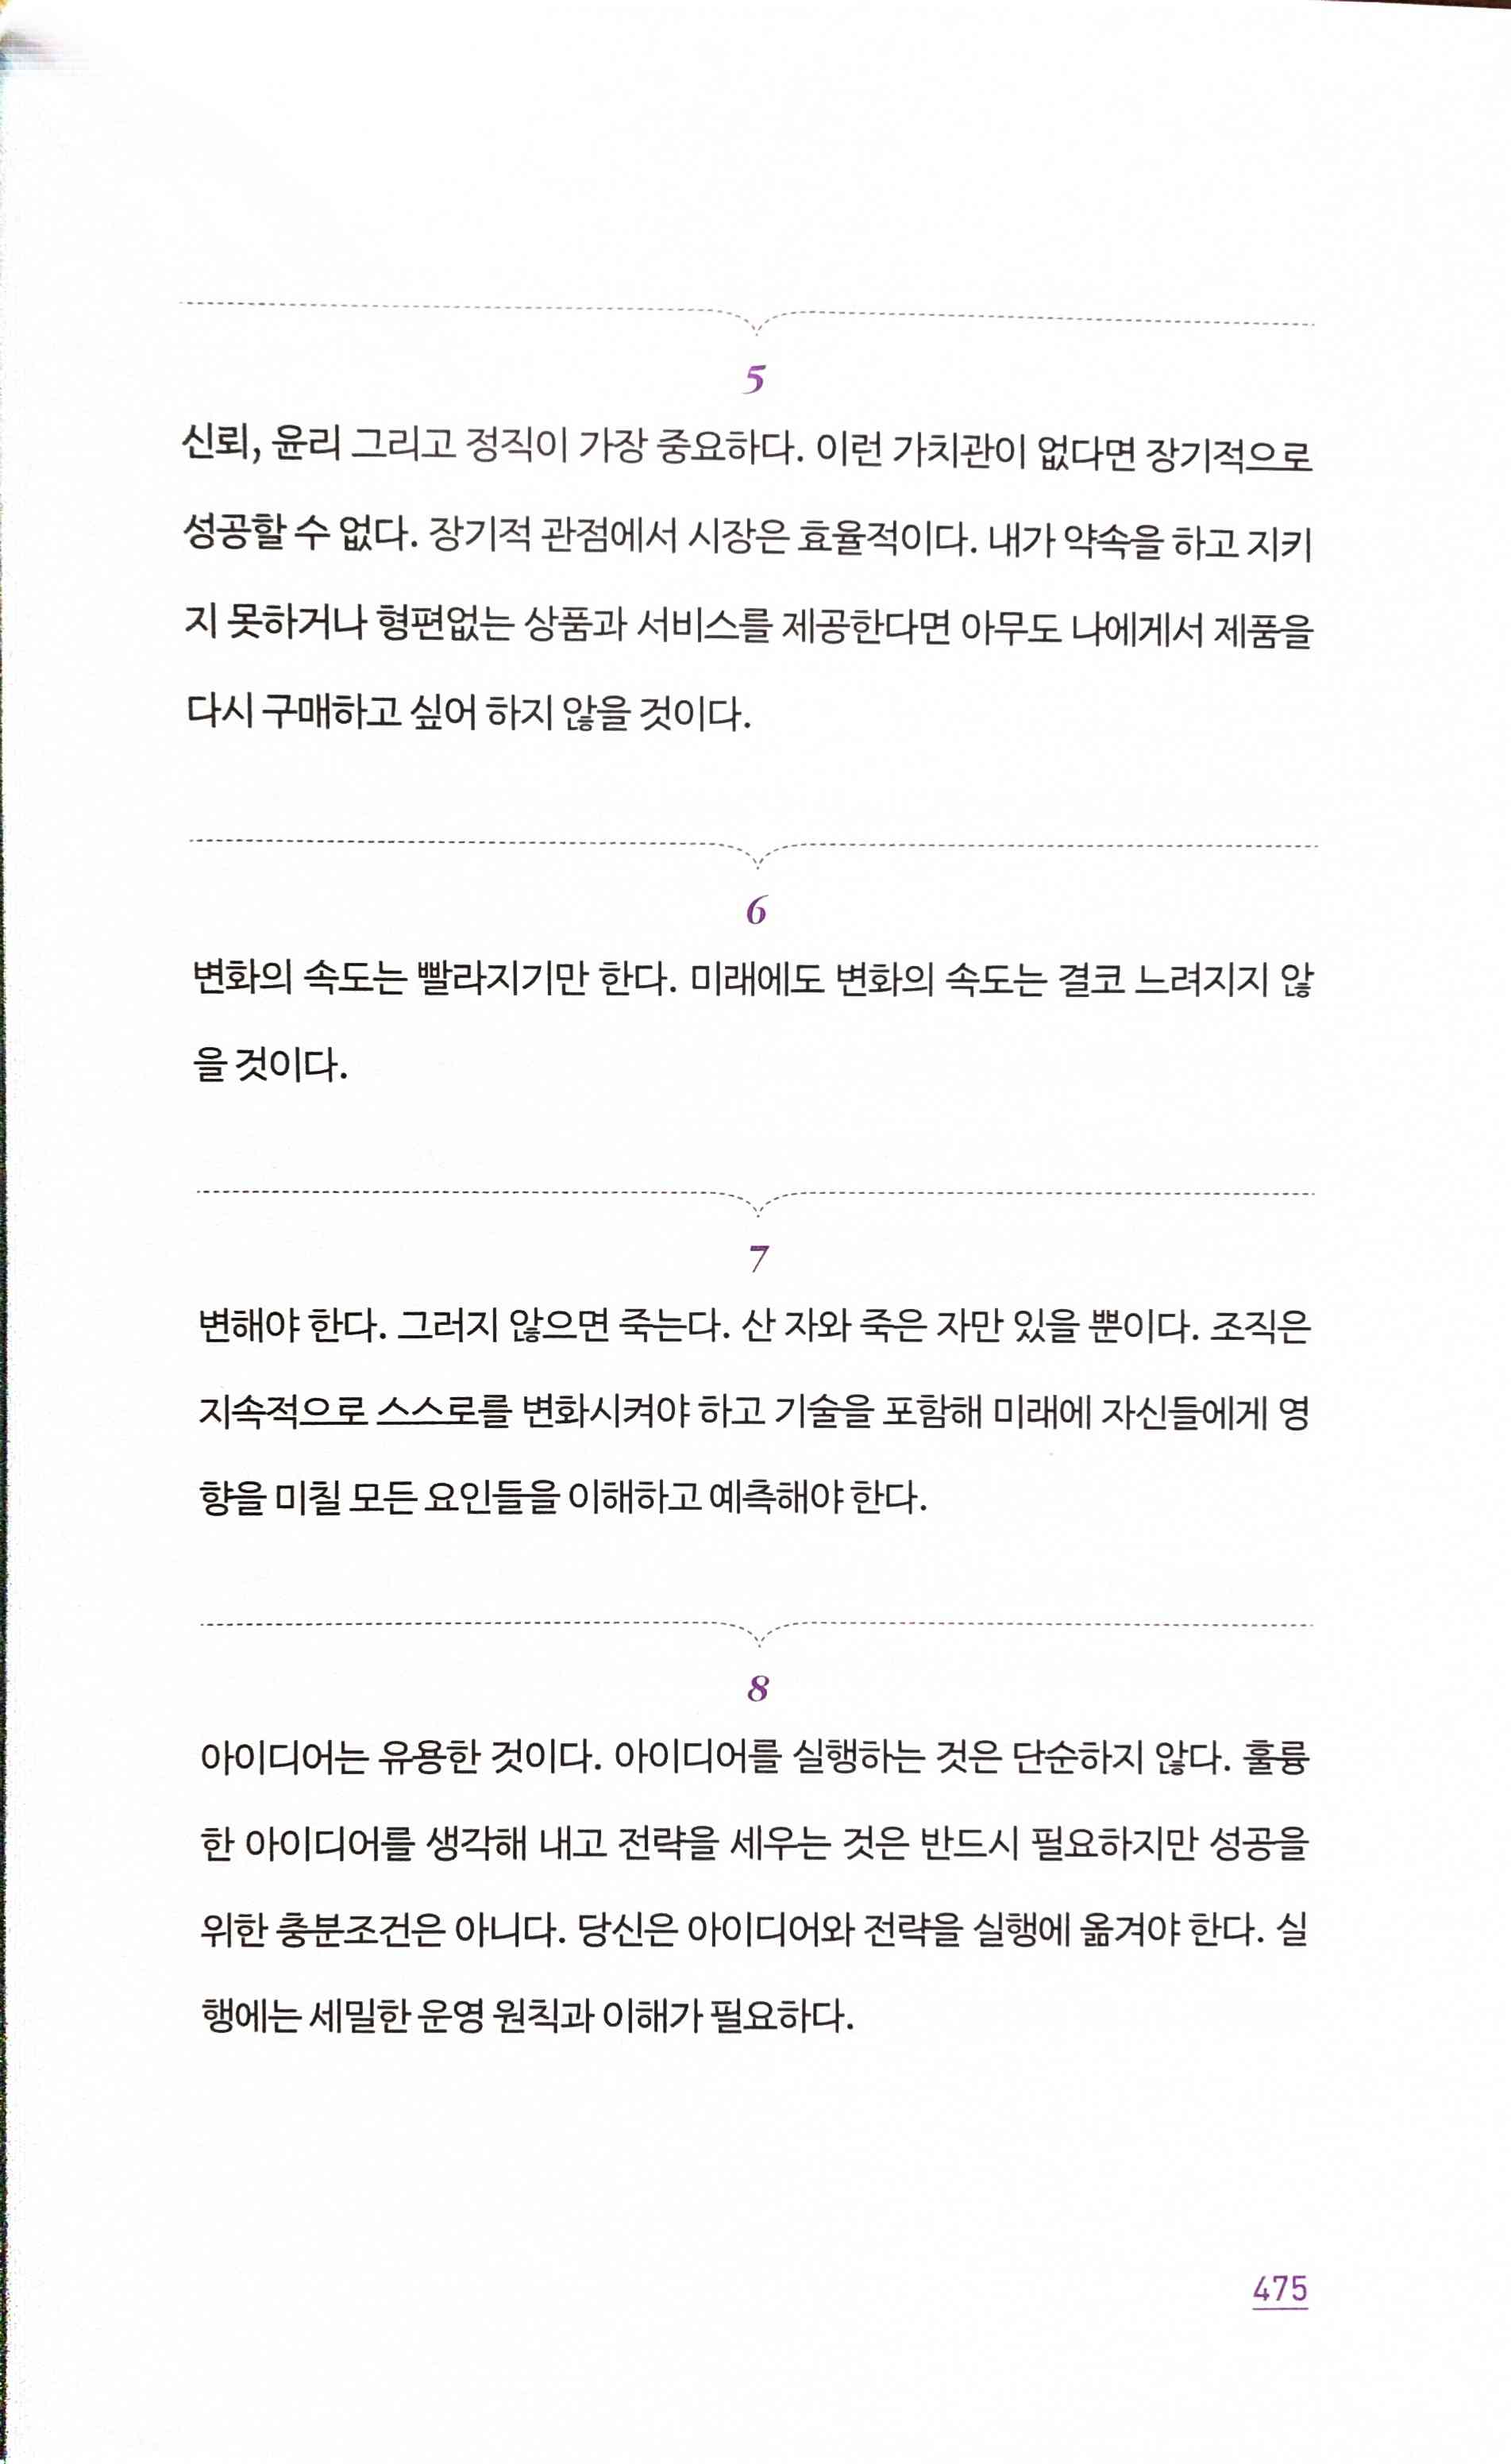 5
신뢰, 윤리 그리고 정직이 가장 중요하다. 이런 가치관이 없다면 장기적으로
성공할 수 없다. 장기적 관점에서 시장은 효율적이다. 내가 약속을 하고 지키
지 못하거나 형편없는 상품과 서비스를 제공한다면 아무도 나에게서 제품을
다시 구매하고 싶어 하지 않을 것이다.
6
변화의 속도는 빨라지기만 한다. 미래에도 변화의 속도는 결코 느려지지 않
을 것이다.
7
변해야 한다. 그러지 않으면 죽는다. 산 자와 죽은 자만 있을 뿐이다. 조직은
지속적으로 스스로를 변화시켜야 하고 기술을 포함해 미래에 자신들에게 영
향을 미칠 모든 요인들을 이해하고 예측해야 한다.
8
아이디어는 유용한 것이다. 아이디어를 실행하는 것은 단순하지 않다. 훌륭
한 아이디어를 생각해 내고 전략을 세우는 것은 반드시 필요하지만 성공을
위한 충분조건은 아니다. 당신은 아이디어와 전략을 실행에 옮겨야 한다. 실
행에는 세밀한 운영 원칙과 이해가 필요하다.
475